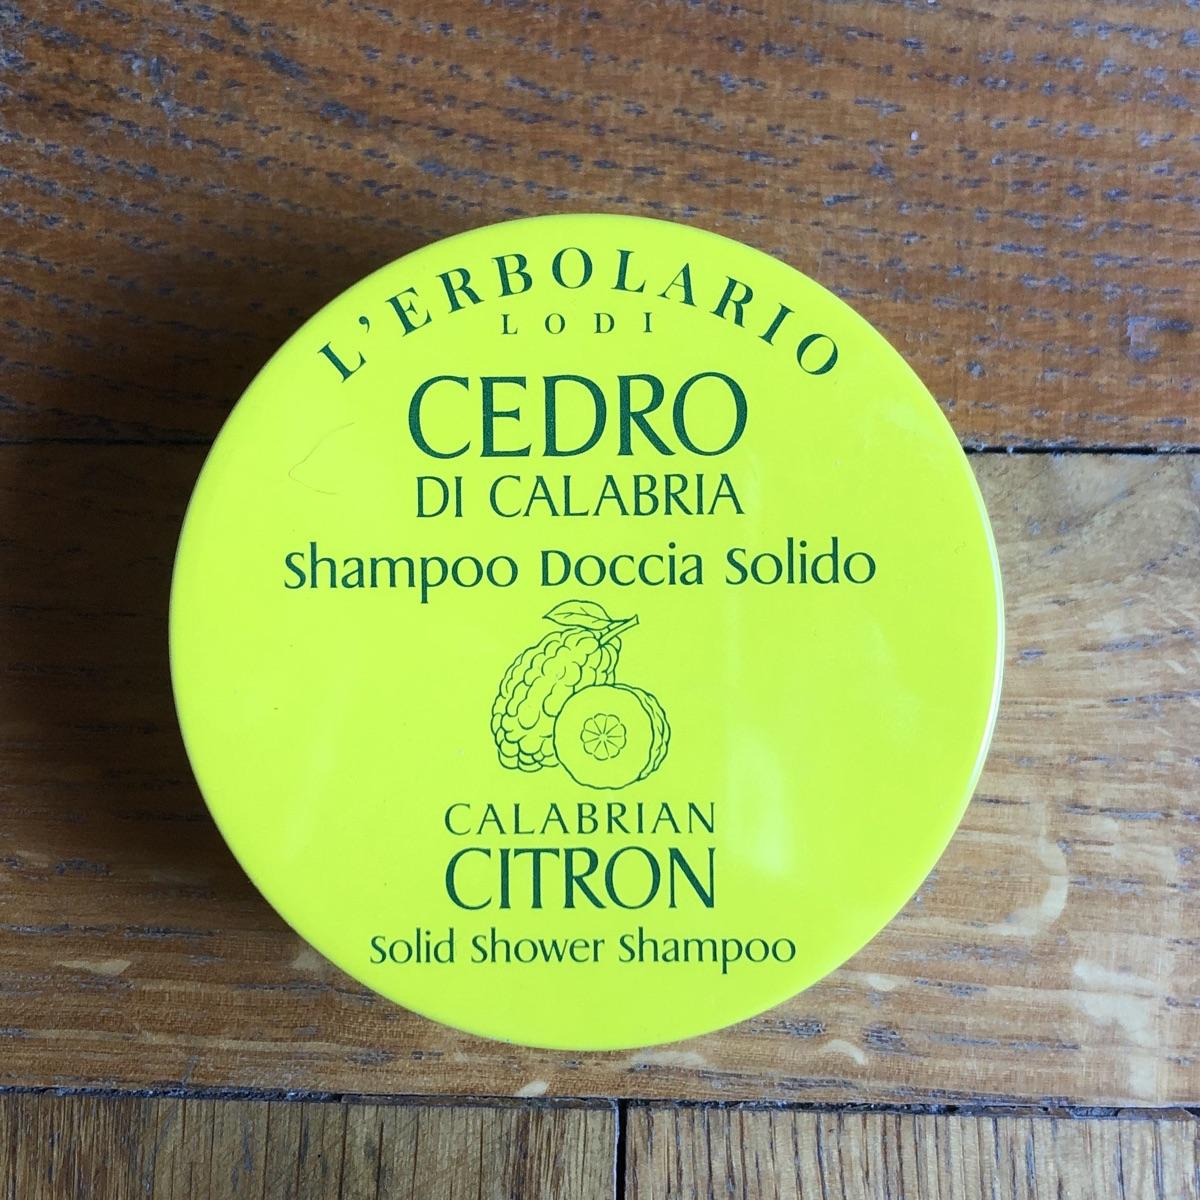 L'ERBOLARIO
LODI
CEDRO
DI CALABRIA
Shampoo Doccia Solido
CALABRIAN
CITRON
Solid Shower Shampoo